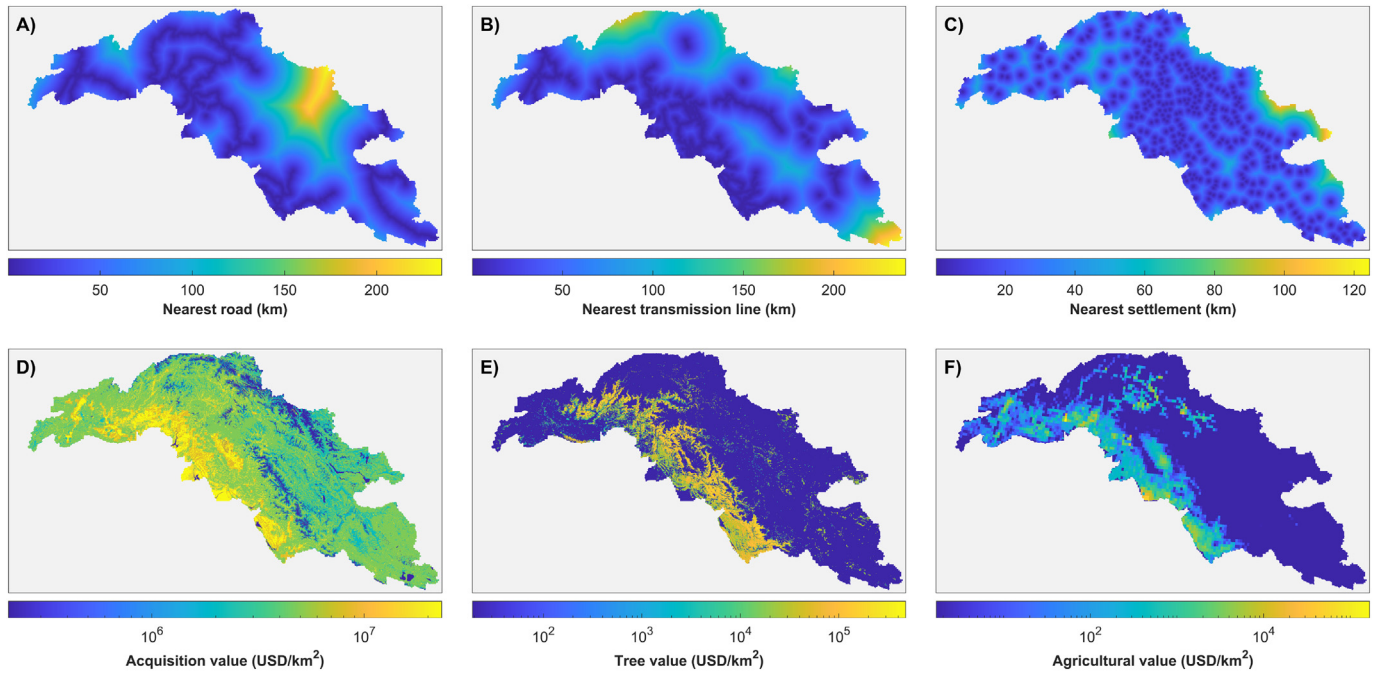 A) B) C)
50 100 150 200 50 100 150 200 20 40 60 80 100 120
Nearest road (km) Nearest transmission line (km) Nearest settlement (km)
D) E) F)
10^6 10^7 10^2 10^3 10^4 10^5 10^2 10^4
Acquisition value (USD/km^2) Tree value (USD/km^2) Agricultural value (USD/km^2)